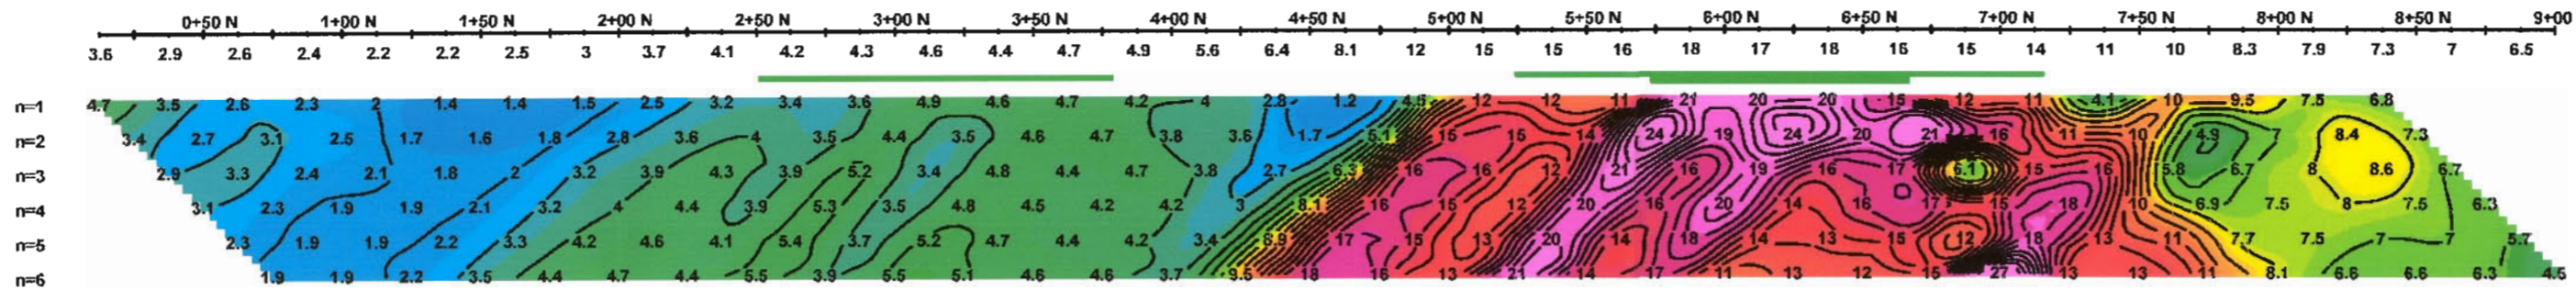 0+50 N 1+00 N 1+50 N 2+00 N 2+50 N 3+00 N 3+50 N 4+00 N 4+50 N 5+00 N 5+50 N 6+00 N 6+50 N 7+00 N 7+50 N 8+00 N 8+50 N 9+00
3.6 2.9 2.6 2.4 2.2 2.2 2.5 3 3.7 4.1 4.2 4.3 4.6 4.4 4.7 4.9 5.6 6.4 8.1 12 15 15 16 18 17 18 16 15 14 11 10 8.3 7.9 7.3 7 6.5
n=1 4.7 3.5 2.6 2.3 2 1.4 1.4 1.5 2.5 3.2 3.4 3.6 4.9 4.6 4.7 4.2 4 2.8 1.2 4.5 12 12 11 21 20 20 15 12 11 4.1 10 9.5 7.5 6.8
n=2 3.4 2.7 3.1 2.5 1.7 1.6 1.8 2.8 3.6 4 3.5 4.4 3.5 4.6 4.7 3.8 3.6 1.7 5.1 15 15 14 24 19 24 20 21 16 11 10 4.9 7 8.4 7.3
n=3 2.9 3.3 2.4 2.1 1.8 2 3.2 3.9 4.3 3.9 5.2 3.4 4.8 4.4 4.7 3.8 2.7 6.3 16 16 12 21 16 19 16 17 6.1 15 16 5.8 6.7 8 8.6 6.7
n=4 3.1 2.3 1.9 1.9 2.1 3.2 4 4.4 3.9 5.3 3.5 4.8 4.5 4.2 4.2 3 8.1 16 15 12 20 16 20 14 16 17 15 18 10 6.9 7.5 8 7.5 6.3
n=5 2.3 1.9 1.9 2.2 3.3 4.2 4.6 4.1 5.4 3.7 5.2 4.7 4.4 4.2 3.4 8.9 17 15 13 20 14 18 14 13 15 12 18 13 11 7.7 7.5 7 7 5.7
n=6 1.9 1.9 2.2 3.5 4.4 4.7 4.4 5.5 3.9 5.5 5.1 4.6 4.6 3.7 9.6 18 16 13 21 14 17 11 13 12 15 27 13 13 11 8.1 6.6 6.6 6.3 4.5